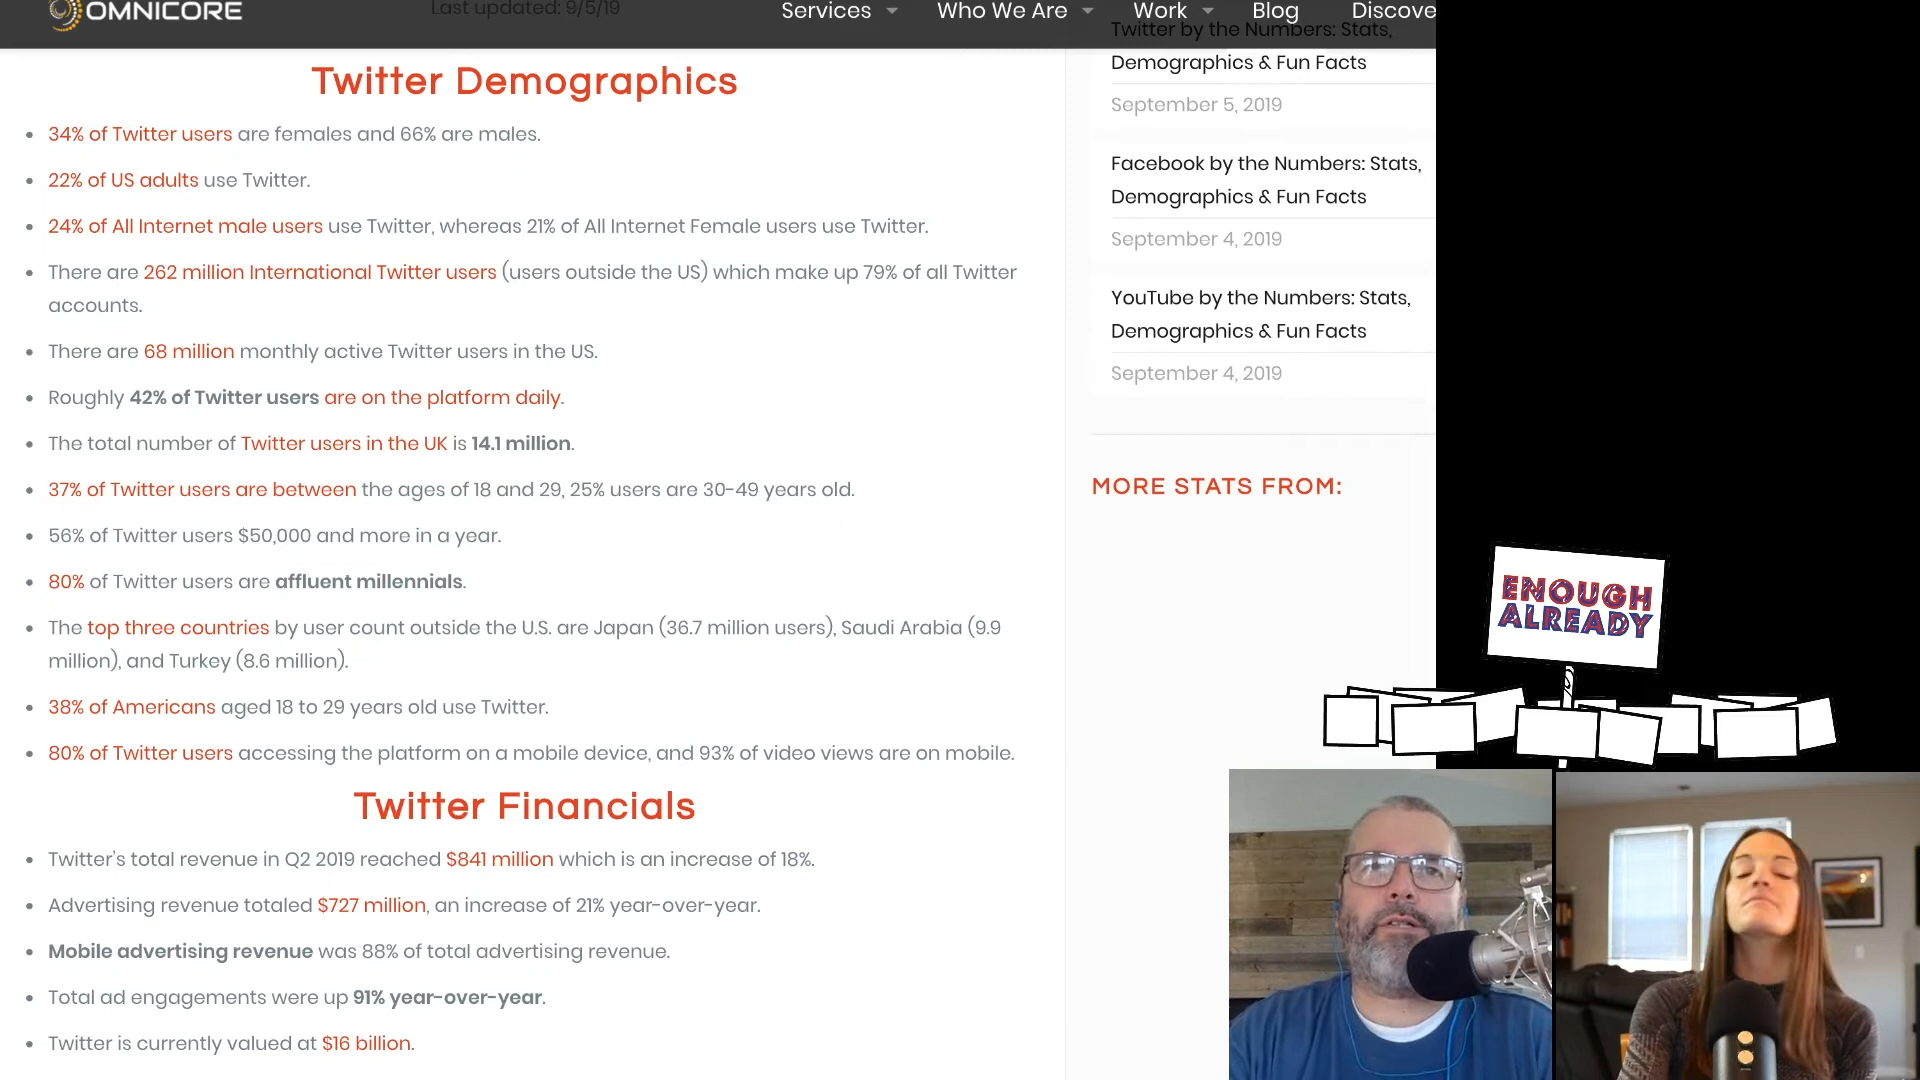 OMNICORE
Last updated: 9/5/19
Services
Who We Are
Work
Blog
Discove
Twitter Demographics
34% of Twitter users are females and 66% are males.
22% of US adults use Twitter.
24% of All Internet male users use Twitter, whereas 21% of All Internet Female users use Twitter.
There are 262 million International Twitter users (users outside the US) which make up 79% of all Twitter
accounts.
There are 68 million monthly active Twitter users in the US.
Roughly 42% of Twitter users are on the platform daily.
The total number of Twitter users in the UK is 14.1 million.
37% of Twitter users are between the ages of 18 and 29, 25% users are 30-49 years old.
56% of Twitter users $50,000 and more in a year.
80% of Twitter users are affluent millennials.
The top three countries by user count outside the U.S. are Japan (36.7 million users), Saudi Arabia (9.9
million), and Turkey (8.6 million).
38% of Americans aged 18 to 29 years old use Twitter.
80% of Twitter users accessing the platform on a mobile device, and 93% of video views are on mobile.
Twitter Financials
Twitter's total revenue in Q2 2019 reached $841 million which is an increase of 18%.
Advertising revenue totaled $727 million, an increase of 21% year-over-year.
Mobile advertising revenue was 88% of total advertising revenue.
Total ad engagements were up 91% year-over-year.
Twitter is currently valued at $16 billion.
Twitter by the Numbers: Stats,
Demographics & Fun Facts
September 5, 2019
Facebook by the Numbers: Stats,
Demographics & Fun Facts
September 4, 2019
YouTube by the Numbers: Stats,
Demographics & Fun Facts
September 4, 2019
MORE STATS FROM:
ENOUGH
ALREADY